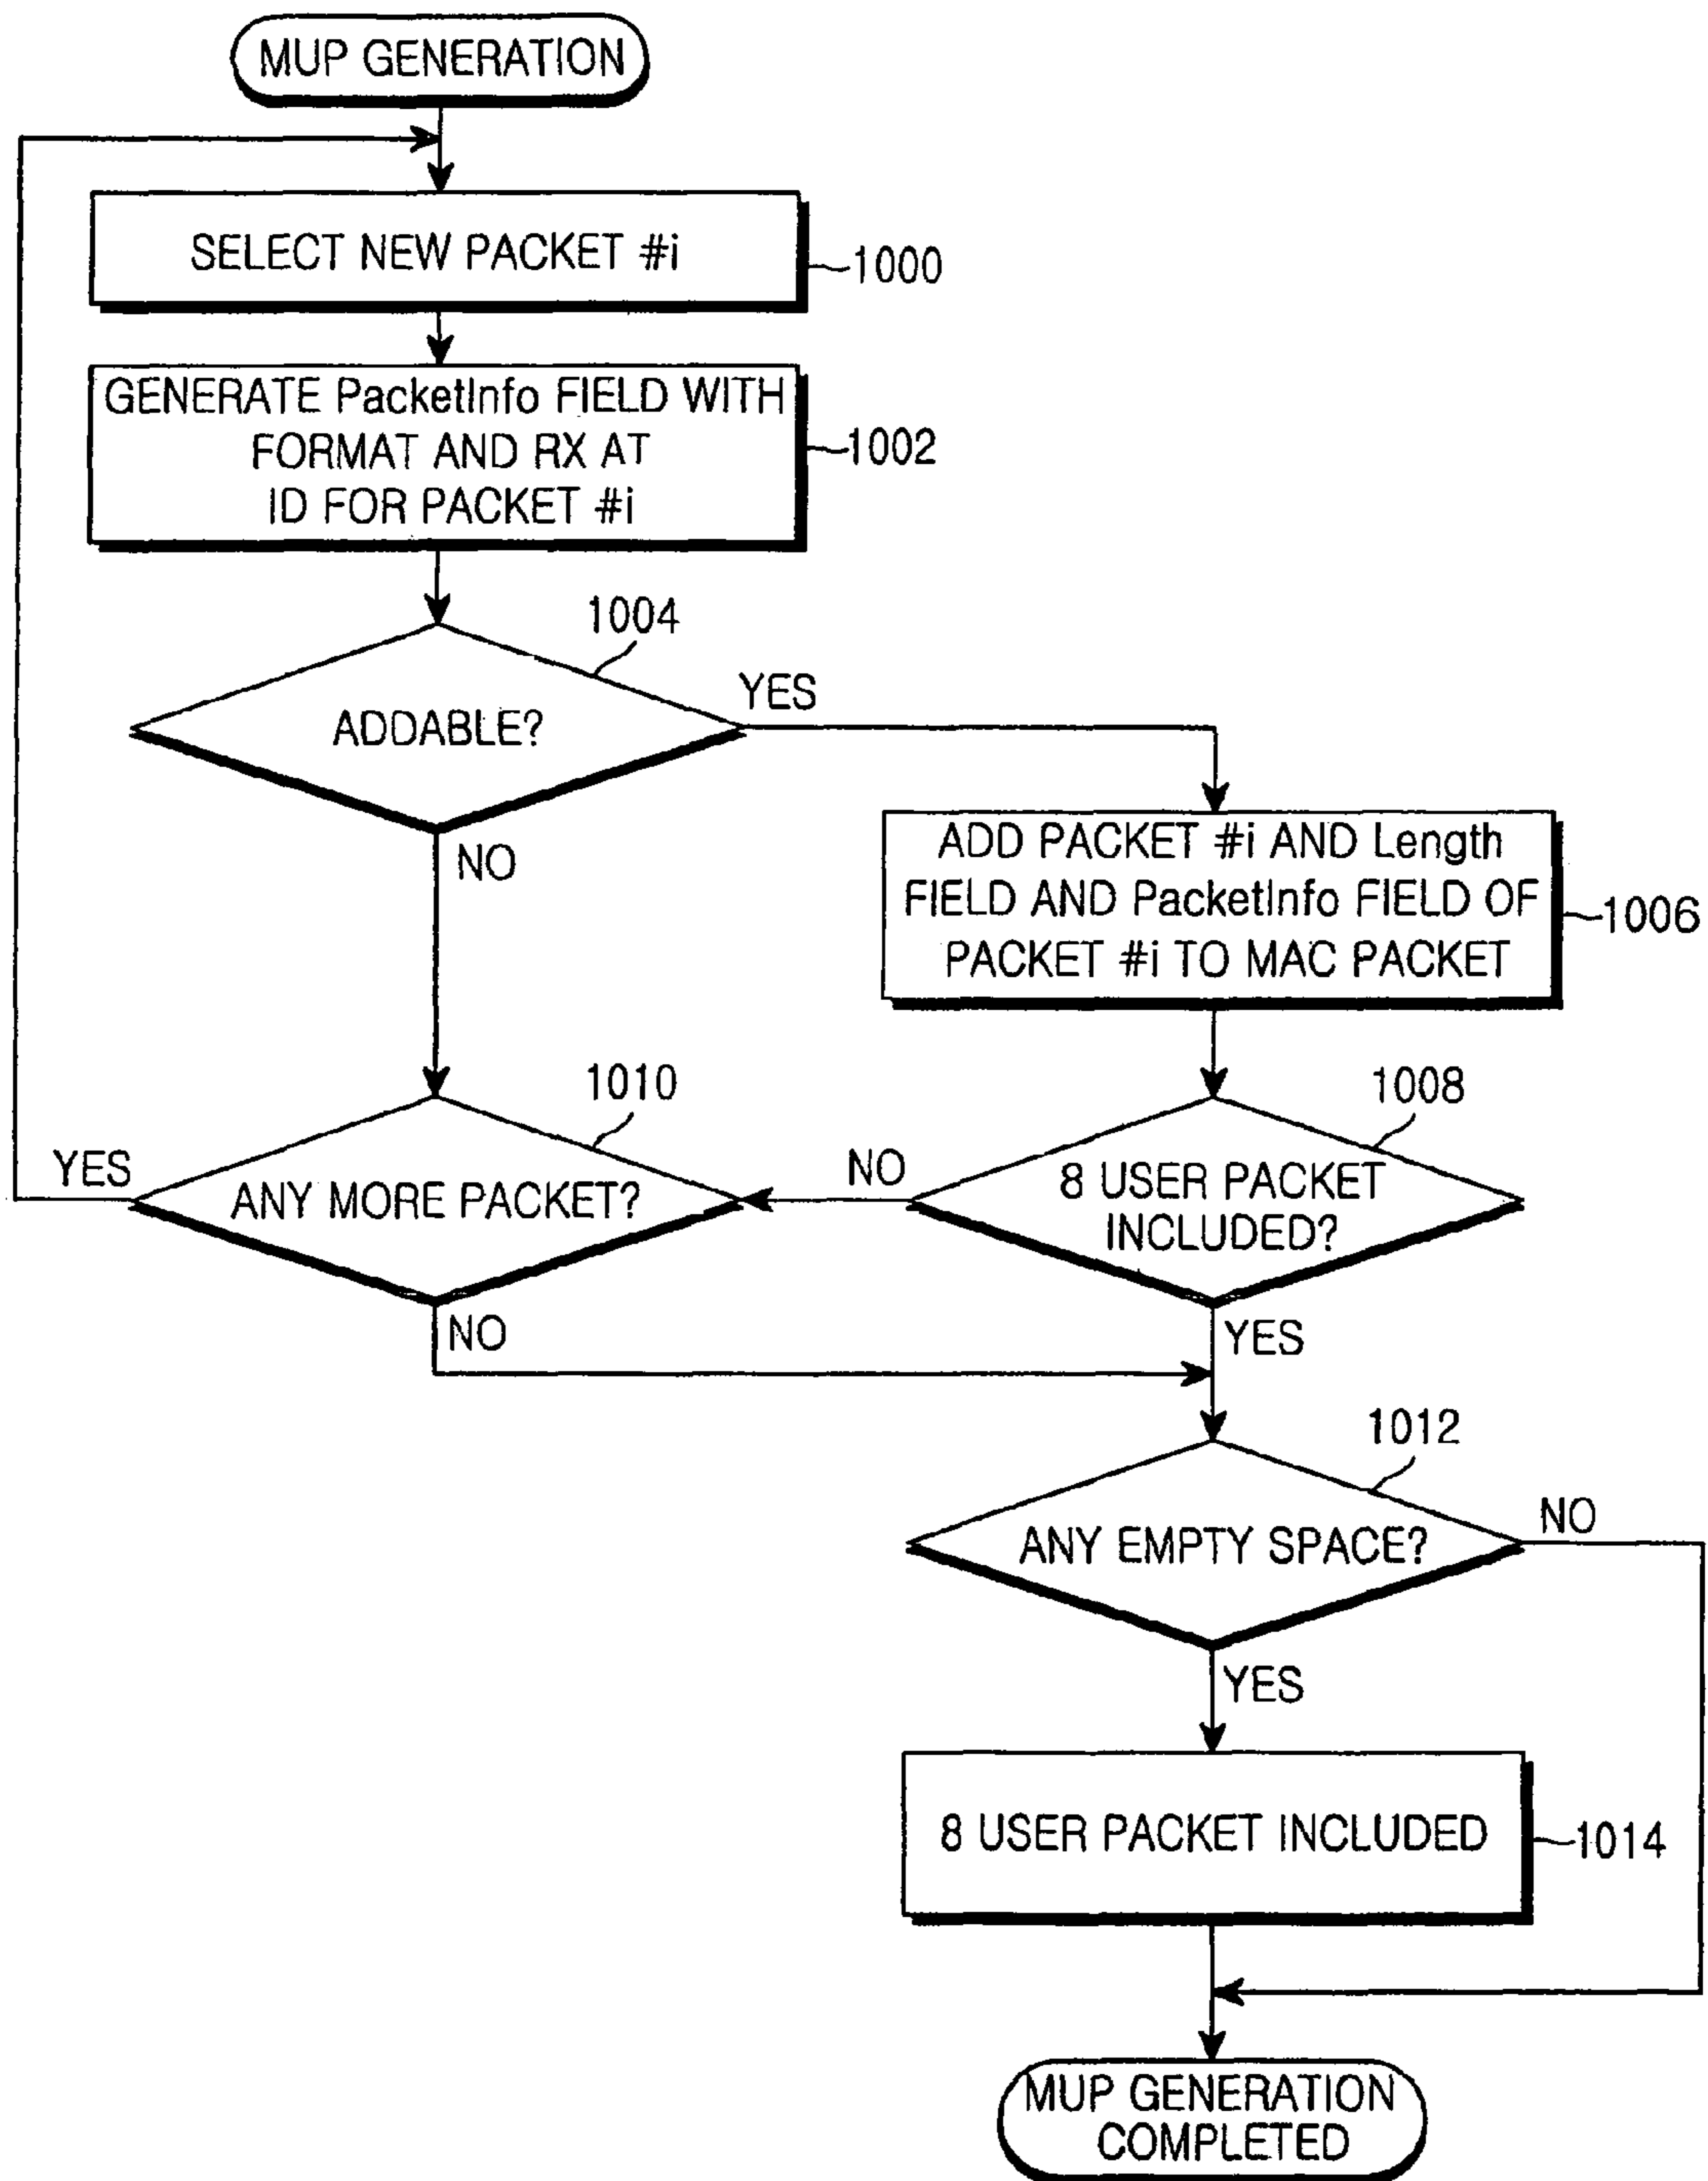 MUP GENERATION
SELECT NEW PACKET #i
1000
GENERATE PacketInfo FIELD WITH
FORMAT AND RX AT
ID FOR PACKET #i
1002
1004
ADDABLE?
YES
NO
ADD PACKET #i AND Length
FIELD AND PacketInfo FIELD OF
PACKET #i TO MAC PACKET
1006
1010
ANY MORE PACKET?
YES
NO
1008
8 USER PACKET
INCLUDED?
NO
YES
1012
ANY EMPTY SPACE?
NO
YES
8 USER PACKET INCLUDED
1014
MUP GENERATION
COMPLETED